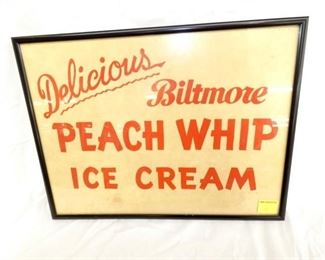 Delicious
Biltmore
PEACH WHIP
ICE CREAM